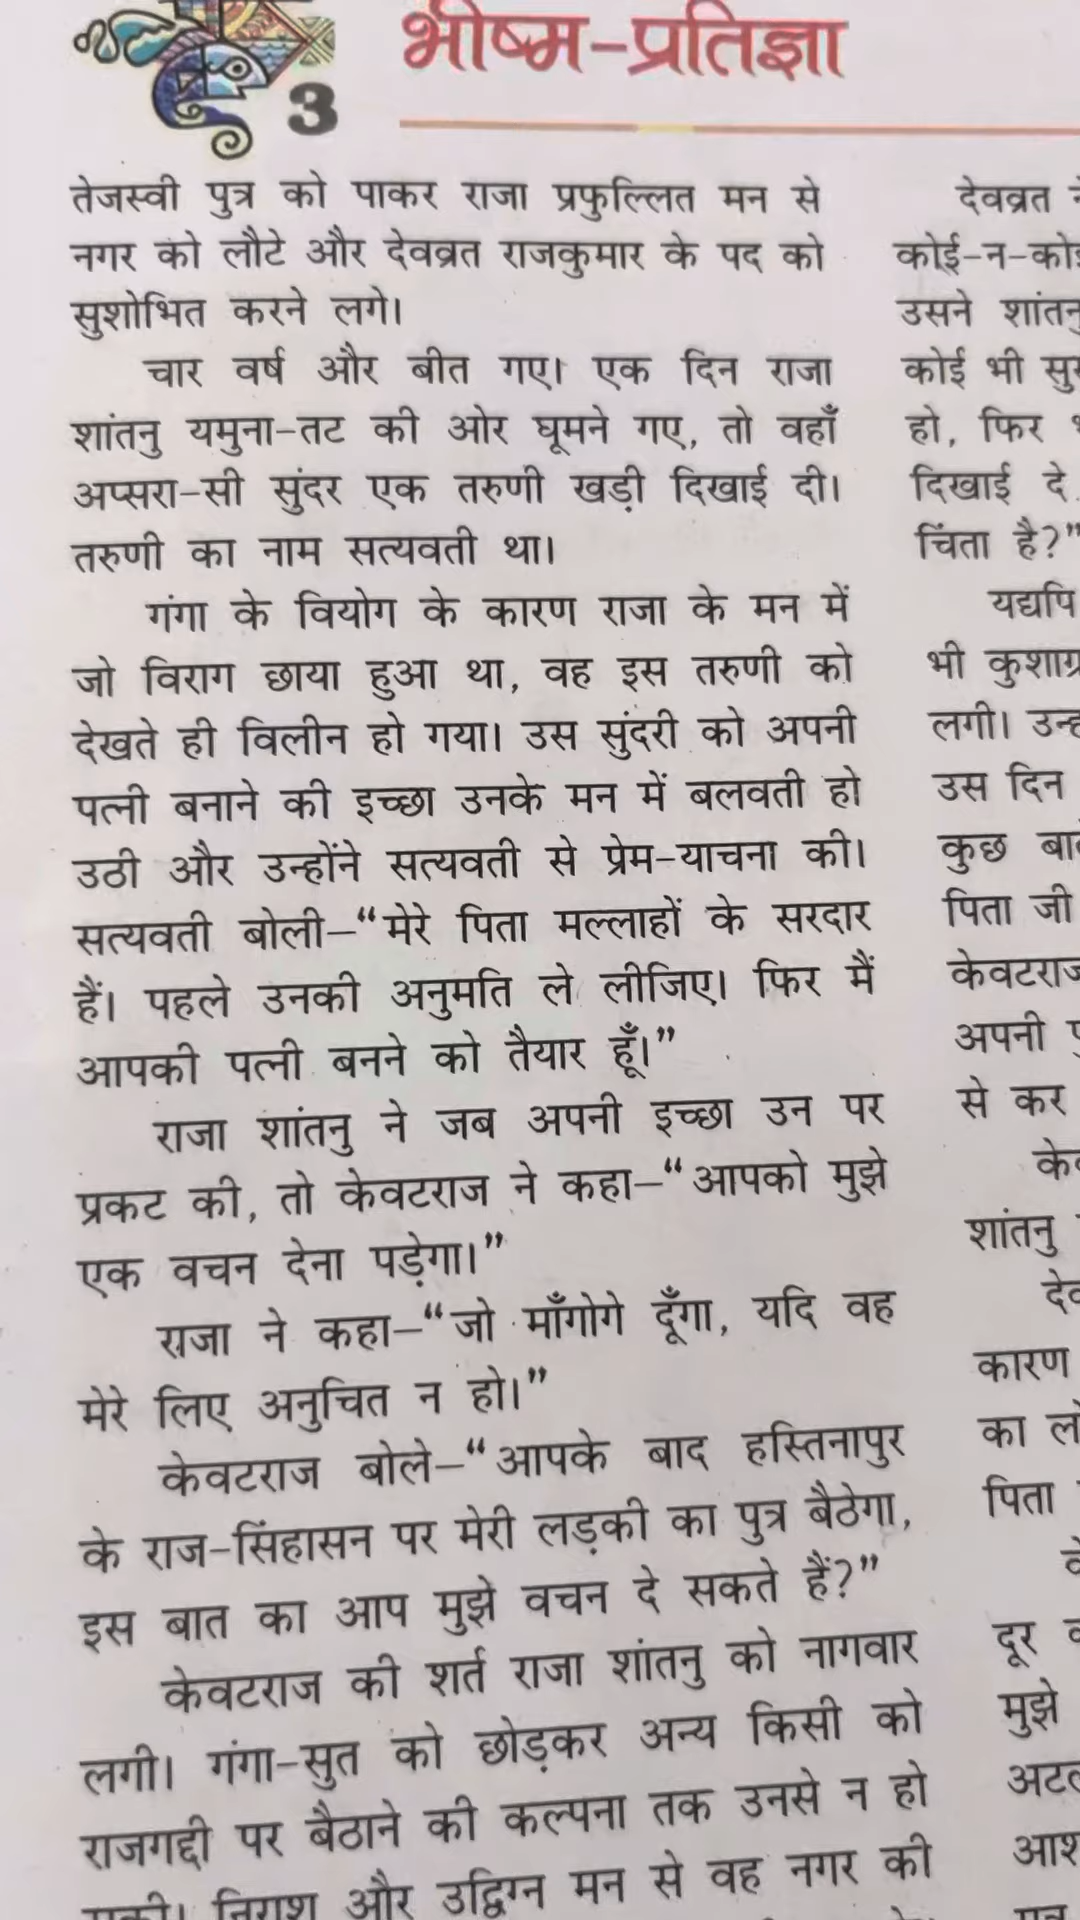 भीष्म-प्रतिज्ञा
3
तेजस्वी पुत्र को पाकर राजा प्रफुल्लित मन से
नगर को लौटे और देवव्रत राजकुमार के पद को
सुशोभित करने लगे।
चार वर्ष और बीत गए। एक दिन राजा
शांतनु यमुना-तट की ओर घूमने गए, तो वहाँ
अप्सरा-सी सुंदर एक तरुणी खड़ी दिखाई दी।
तरुणी का नाम सत्यवती था।
गंगा के वियोग के कारण राजा के मन में
जो विराग छाया हुआ था, वह इस तरुणी को
देखते ही विलीन हो गया। उस सुंदरी को अपनी
पत्नी बनाने की इच्छा उनके मन में बलवती हो
उठी और उन्होंने सत्यवती से प्रेम-याचना की।
सत्यवती बोली–“मेरे पिता मल्लाहों के सरदार
हैं। पहले उनकी अनुमति ले लीजिए। फिर मैं
आपकी पत्नी बनने को तैयार हूँ।”
राजा शांतनु ने जब अपनी इच्छा उन पर
प्रकट की, तो केवटराज ने कहा–“आपको मुझे
एक वचन देना पड़ेगा।”
राजा ने कहा–“जो माँगोगे दूँगा, यदि वह
मेरे लिए अनुचित न हो।”
केवटराज बोले–“आपके बाद हस्तिनापुर
के राज-सिंहासन पर मेरी लड़की का पुत्र बैठेगा,
इस बात का आप मुझे वचन दे सकते हैं?”
केवटराज की शर्त राजा शांतनु को नागवार
लगी। गंगा-सुत को छोड़कर अन्य किसी को
राजगद्दी पर बैठाने की कल्पना तक उनसे न हो
और उद्विग्न मन से वह नगर की
देवव्रत
कोई-न-कोई
उसने
कोई भी
हो, फिर
दिखाई दे
चिंता है?”
यद्यपि
भी
लगी।
उस दिन
कुछ
पिता जी
अपनी
से कर
शांतनु
कारण
का
पिता
दूर
मुझे